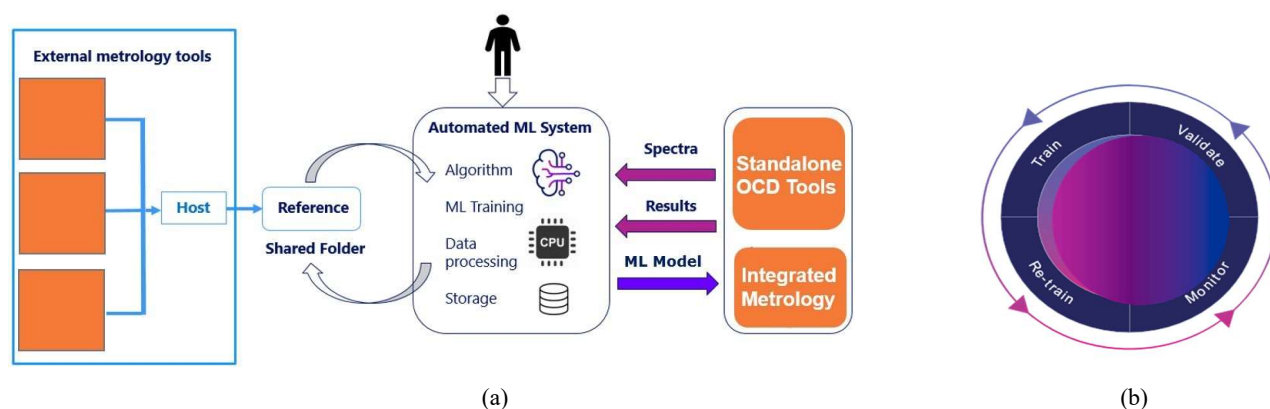 External metrology tools
Host
Reference
Shared Folder
Automated ML System
Algorithm
ML Training
Data
processing
CPU
Storage
Spectra
Results
ML Model
Standalone
OCD Tools
Integrated
Metrology
(a)
Train
Validate
Re-train
Monitor
(b)